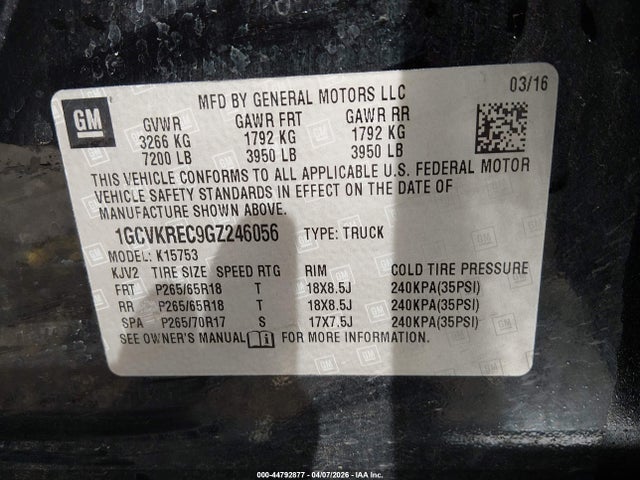 GM
MFD BY GENERAL MOTORS LLC 03/16
GVWR GAWR FRT GAWR RR
3266 KG 1792 KG 1792 KG
7200 LB 3950 LB 3950 LB
THIS VEHICLE CONFORMS TO ALL APPLICABLE U.S. FEDERAL MOTOR
VEHICLE SAFETY STANDARDS IN EFFECT ON THE DATE OF
MANUFACTURE SHOWN ABOVE.
1GCVKREC9GZ246056 TYPE: TRUCK
MODEL: K15753
KJV2 TIRE SIZE SPEED RTG RIM COLD TIRE PRESSURE
FRT P265/65R18 T 18X8.5J 240KPA(35PSI)
RR P265/65R18 T 18X8.5J 240KPA(35PSI)
SPA P265/70R17 S 17X7.5J 240KPA(35PSI)
SEE OWNER'S MANUAL FOR MORE INFORMATION.
000-44792877 - 04/07/2026 - IAA Inc.